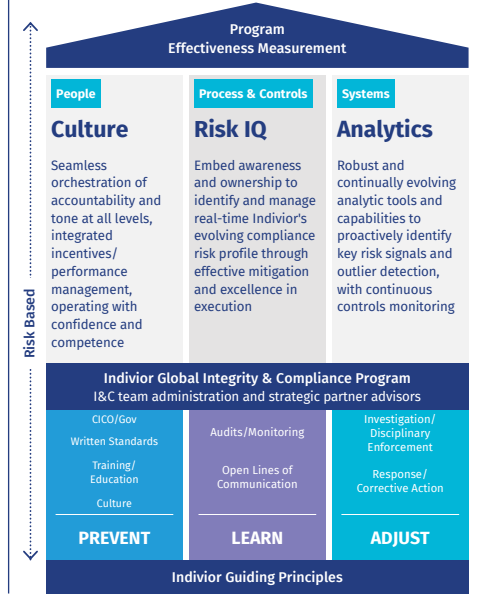 Program
Effectiveness Measurement
Risk Based
People
Culture
Seamless
orchestration of
accountability and
tone at all levels,
integrated
incentives/
performance
management,
operating with
confidence and
competence
Process & Controls
Risk IQ
Embed awareness
and ownership to
identify and manage
real-time Indivior's
evolving compliance
risk profile through
effective mitigation
and excellence in
execution
Systems
Analytics
Robust and
continually evolving
analytic tools and
capabilities to
proactively identify
key risk signals and
outlier detection,
with continuous
controls monitoring
Indivior Global Integrity & Compliance Program
I&C team administration and strategic partner advisors
CICO/Gov
Written Standards
Training/
Education
Culture
PREVENT
Audits/Monitoring
Open Lines of
Communication
LEARN
Investigation/
Disciplinary
Enforcement
Response/
Corrective Action
ADJUST
Indivior Guiding Principles